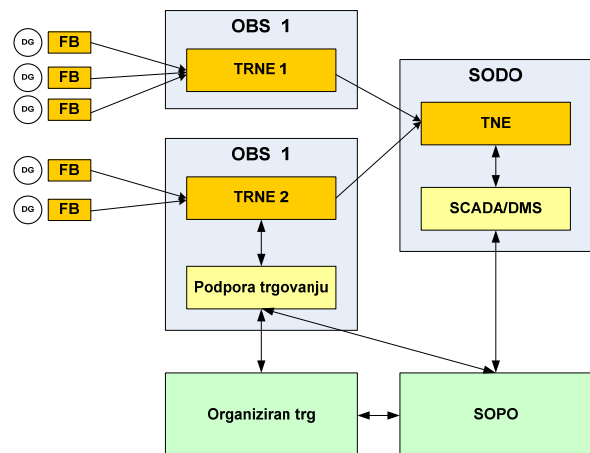 OBS 1
DG FB
DG FB
DG FB
TRNE 1
SODO
TNE
OBS 1
DG FB
DG FB
TRNE 2
SCADA/DMS
Podpora trgovanju
Organiziran trg
SOPO